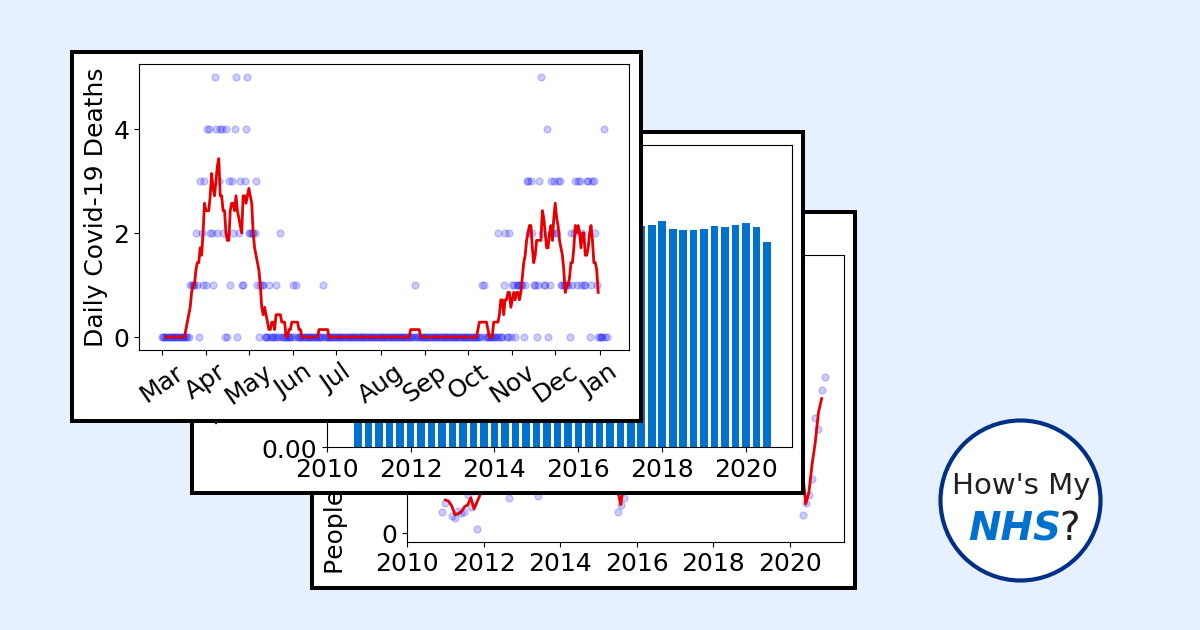 Daily Covid-19 Deaths
4
2
0
Mar Apr May Jun Jul Aug Sep Oct Nov Dec Jan
0.00
2010 2012 2014 2016 2018 2020
People
0
2010 2012 2014 2016 2018 2020
How's My
NHS?